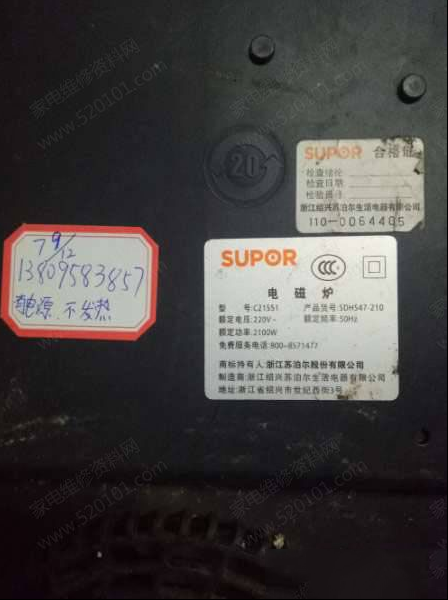 20
SUPOR 合格证
检查结论
检查日期
检验员
浙江绍兴苏泊尔生活电器有限公司
110-0064405
79/12
13809583857
有电源 不发热
SUPOR
电磁炉
型 号: C21S51 产品货号: SDHS47-210
额定电压: 220V~ 额定频率: 50Hz
额定功率: 2100W
免费服务电话: 800-8571477
商标持有人: 浙江苏泊尔股份有限公司
制造商: 浙江绍兴苏泊尔生活电器有限公司
地址: 浙江省绍兴市世纪西街3号
家电维修资料网
www.520101.com